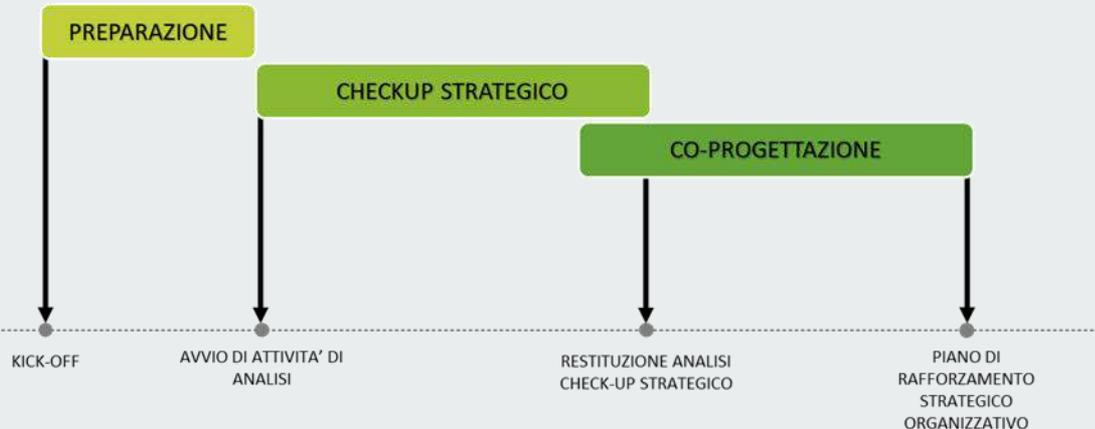 PREPARAZIONE
CHECKUP STRATEGICO
CO-PROGETTAZIONE
KICK-OFF
AVVIO DI ATTIVITA’ DI
ANALISI
RESTITUZIONE ANALISI
CHECK-UP STRATEGICO
PIANO DI
RAFFORZAMENTO
STRATEGICO
ORGANIZZATIVO